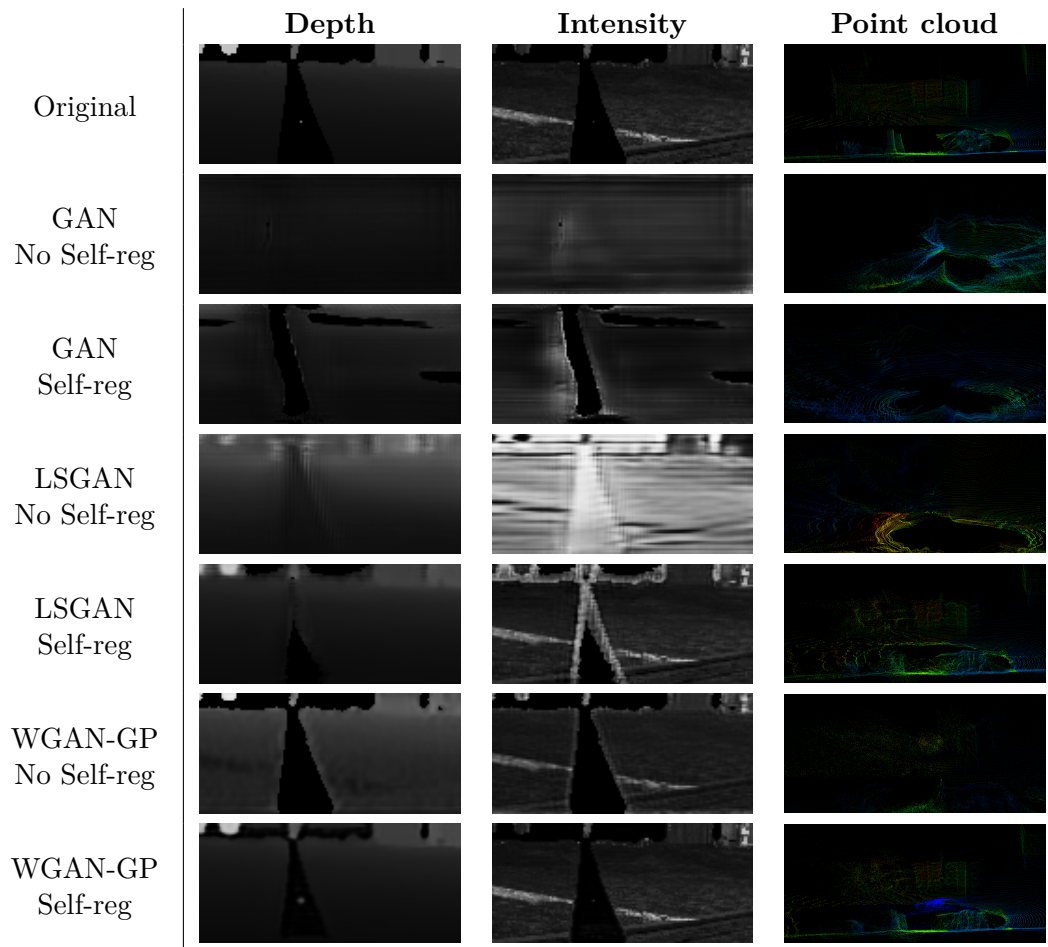 Depth Intensity Point cloud
Original
GAN
No Self-reg
GAN
Self-reg
LSGAN
No Self-reg
LSGAN
Self-reg
WGAN-GP
No Self-reg
WGAN-GP
Self-reg